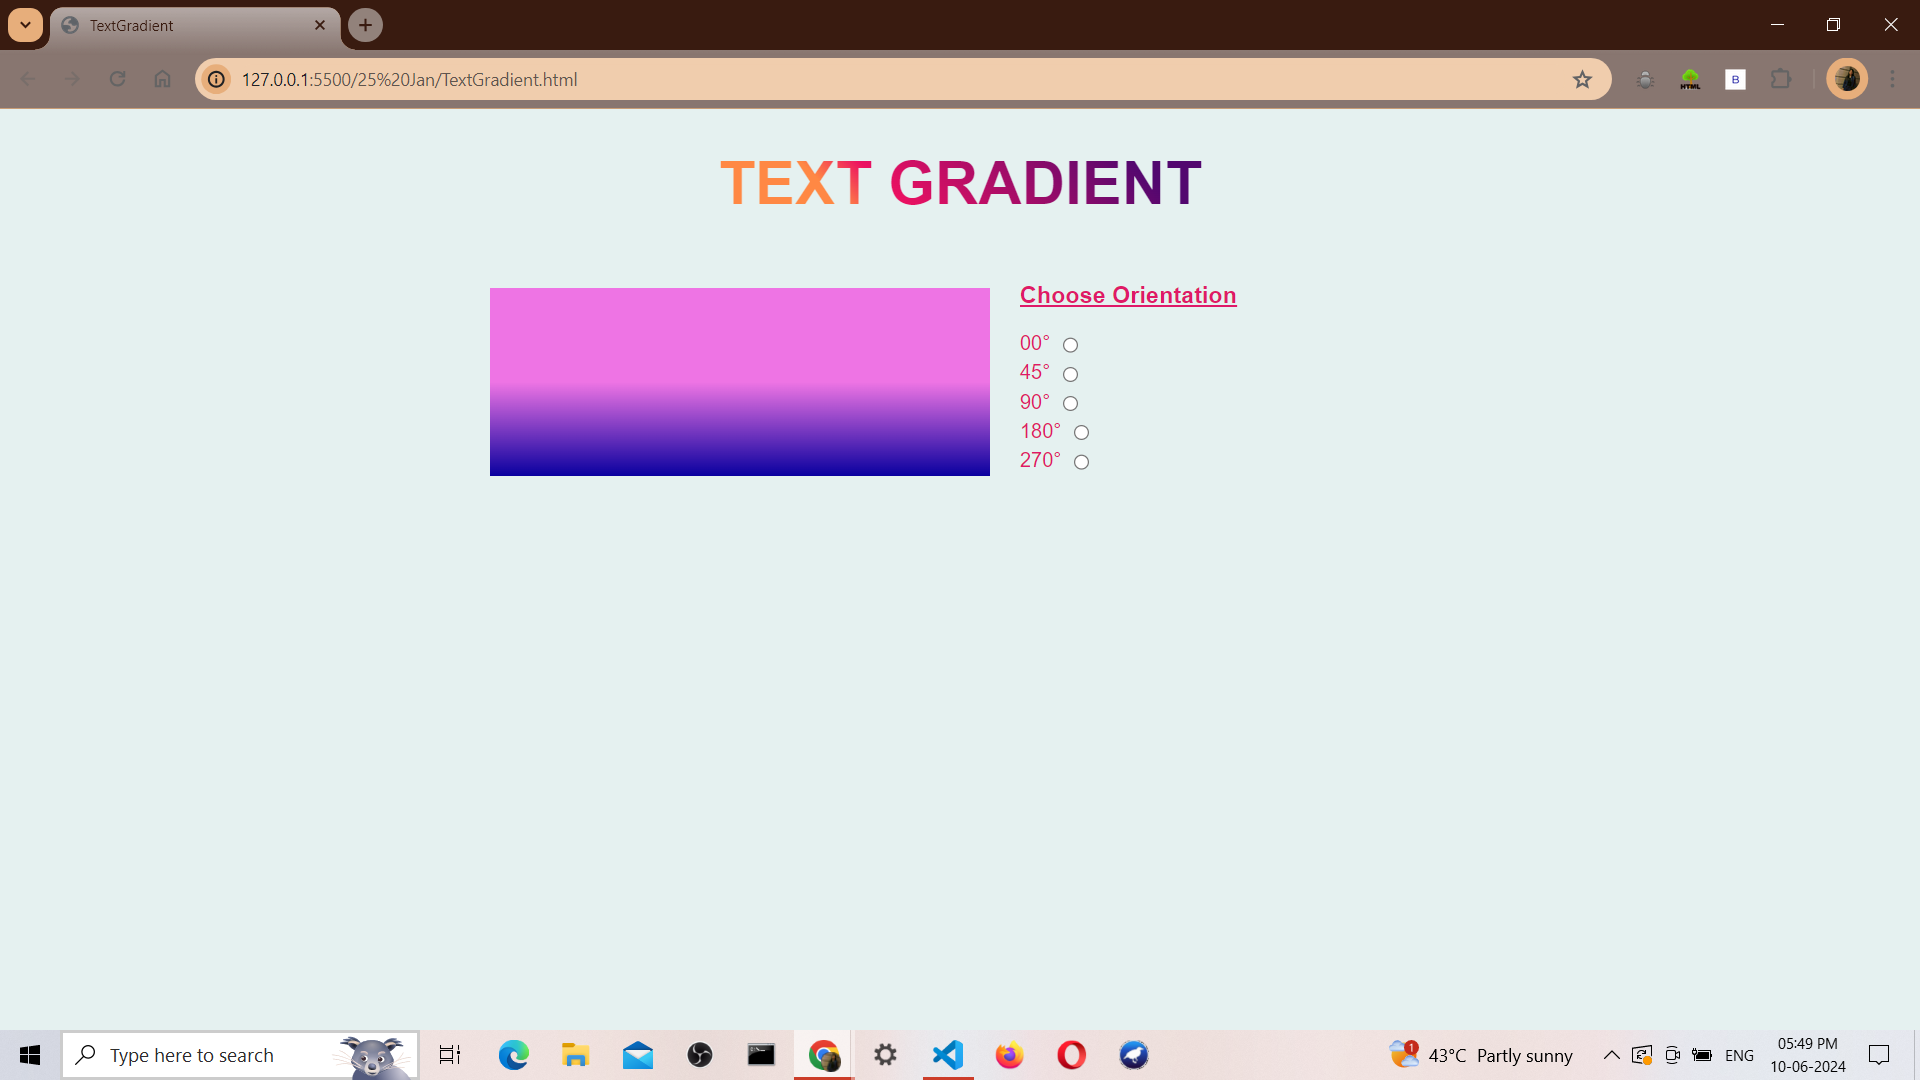 TextGradient
127.0.0.1:5500/25%20Jan/TextGradient.html
HTML
B
TEXT GRADIENT
Choose Orientation
00°
45°
90°
180°
270°
Type here to search
1
43°C Partly sunny
ENG
05:49 PM
10-06-2024